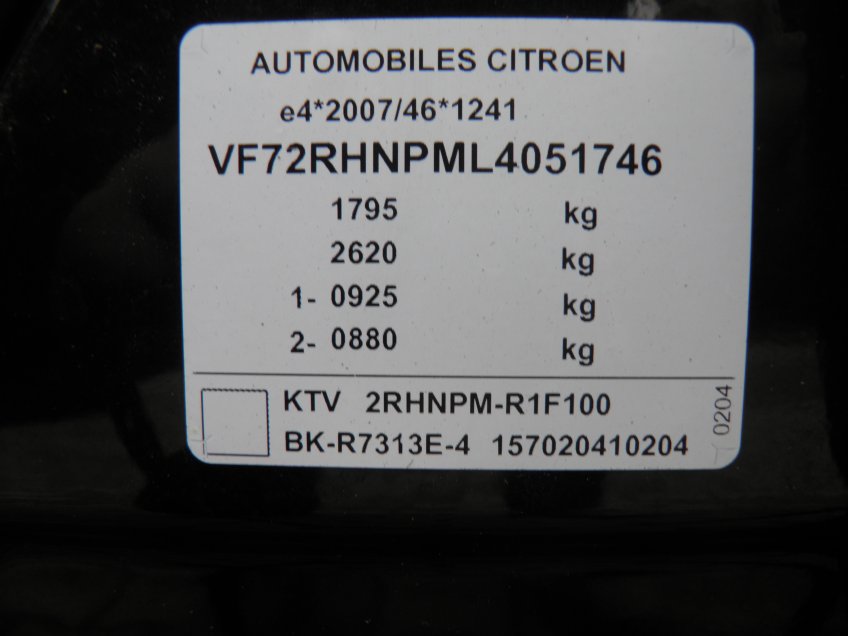 AUTOMOBILES CITROEN
e4*2007/46*1241
VF72RHNPML4051746
1795 kg
2620 kg
1- 0925 kg
2- 0880 kg
KTV 2RHNPM-R1F100
BK-R7313E-4 157020410204
0204